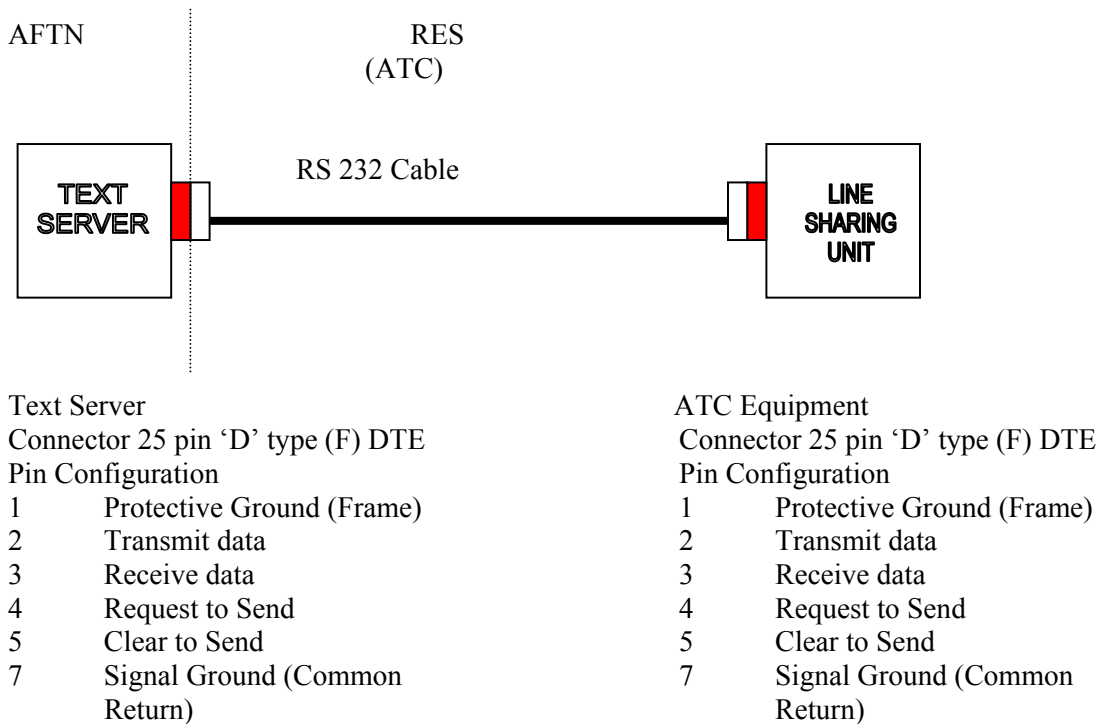 AFTN
RES
(ATC)
RS 232 Cable
TEXT
SERVER
LINE
SHARING
UNIT
Text Server
Connector 25 pin ‘D’ type (F) DTE
Pin Configuration
1 Protective Ground (Frame)
2 Transmit data
3 Receive data
4 Request to Send
5 Clear to Send
7 Signal Ground (Common
Return)
ATC Equipment
Connector 25 pin ‘D’ type (F) DTE
Pin Configuration
1 Protective Ground (Frame)
2 Transmit data
3 Receive data
4 Request to Send
5 Clear to Send
7 Signal Ground (Common
Return)